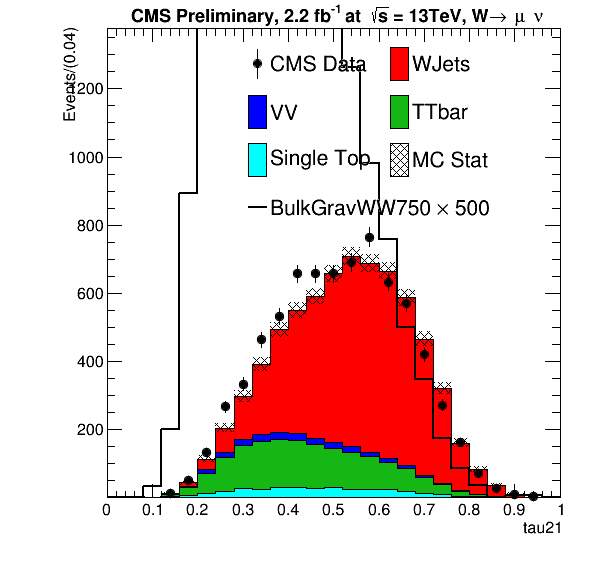 CMS Preliminary, 2.2 fb⁻¹ at √s = 13TeV, W→ μ ν
Events/(0.04)
CMS Data
WJets
VV
TTbar
Single Top
MC Stat
BulkGravWW750 × 500
1200
1000
800
600
400
200
0 0.1 0.2 0.3 0.4 0.5 0.6 0.7 0.8 0.9 1
tau21